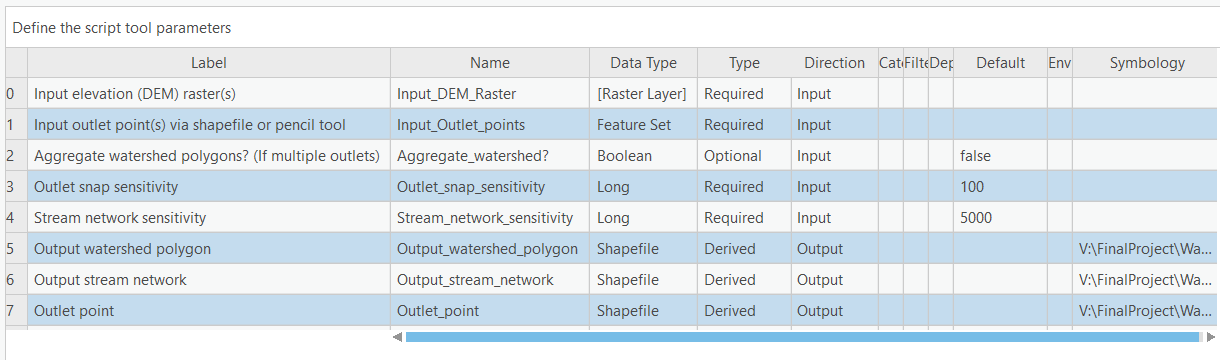 Define the script tool parameters
Label Name Data Type Type Direction Cat Filte Dep Default Env Symbology
0 Input elevation (DEM) raster(s) Input_DEM_Raster [Raster Layer] Required Input
1 Input outlet point(s) via shapefile or pencil tool Input_Outlet_points Feature Set Required Input
2 Aggregate watershed polygons? (If multiple outlets) Aggregate_watershed? Boolean Optional Input false
3 Outlet snap sensitivity Outlet_snap_sensitivity Long Required Input 100
4 Stream network sensitivity Stream_network_sensitivity Long Required Input 5000
5 Output watershed polygon Output_watershed_polygon Shapefile Derived Output V:\FinalProject\Wa...
6 Output stream network Output_stream_network Shapefile Derived Output V:\FinalProject\Wa...
7 Outlet point Outlet_point Shapefile Derived Output V:\FinalProject\Wa...